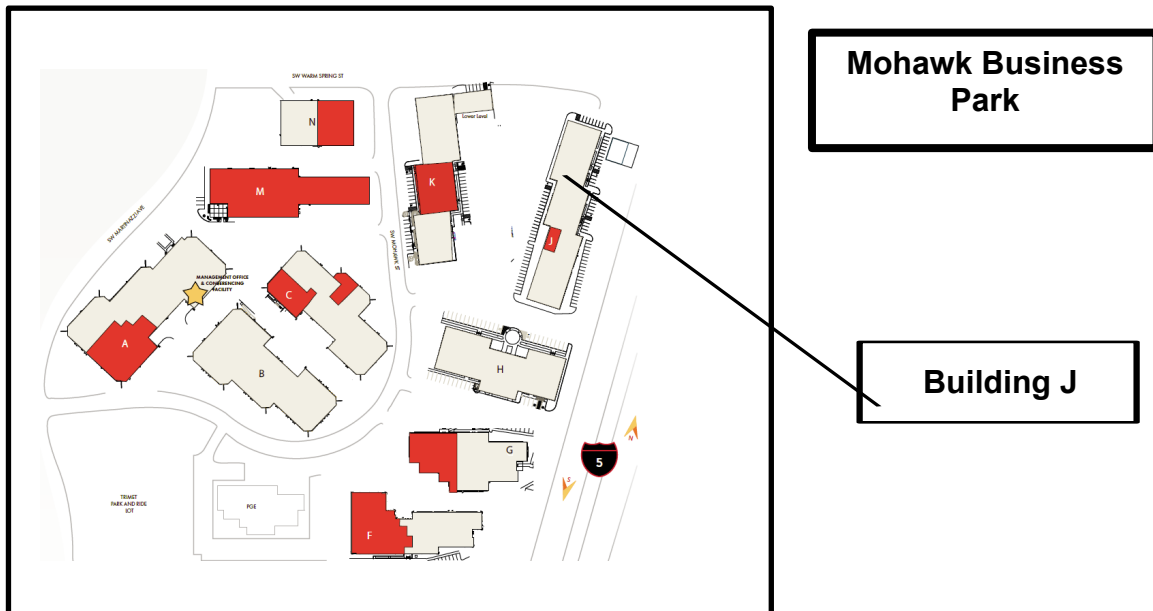 Mohawk Business
Park
SW WARM SPRING ST
N
Lower Level
M
K
SW MARTINAZZI AVE
SW MOHAWK ST
J
MANAGEMENT OFFICE
& CONFERENCING
FACILITY
C
A
B
H
Building J
G
N
5
S
TRIMET
PARK AND RIDE
LOT
PGE
F